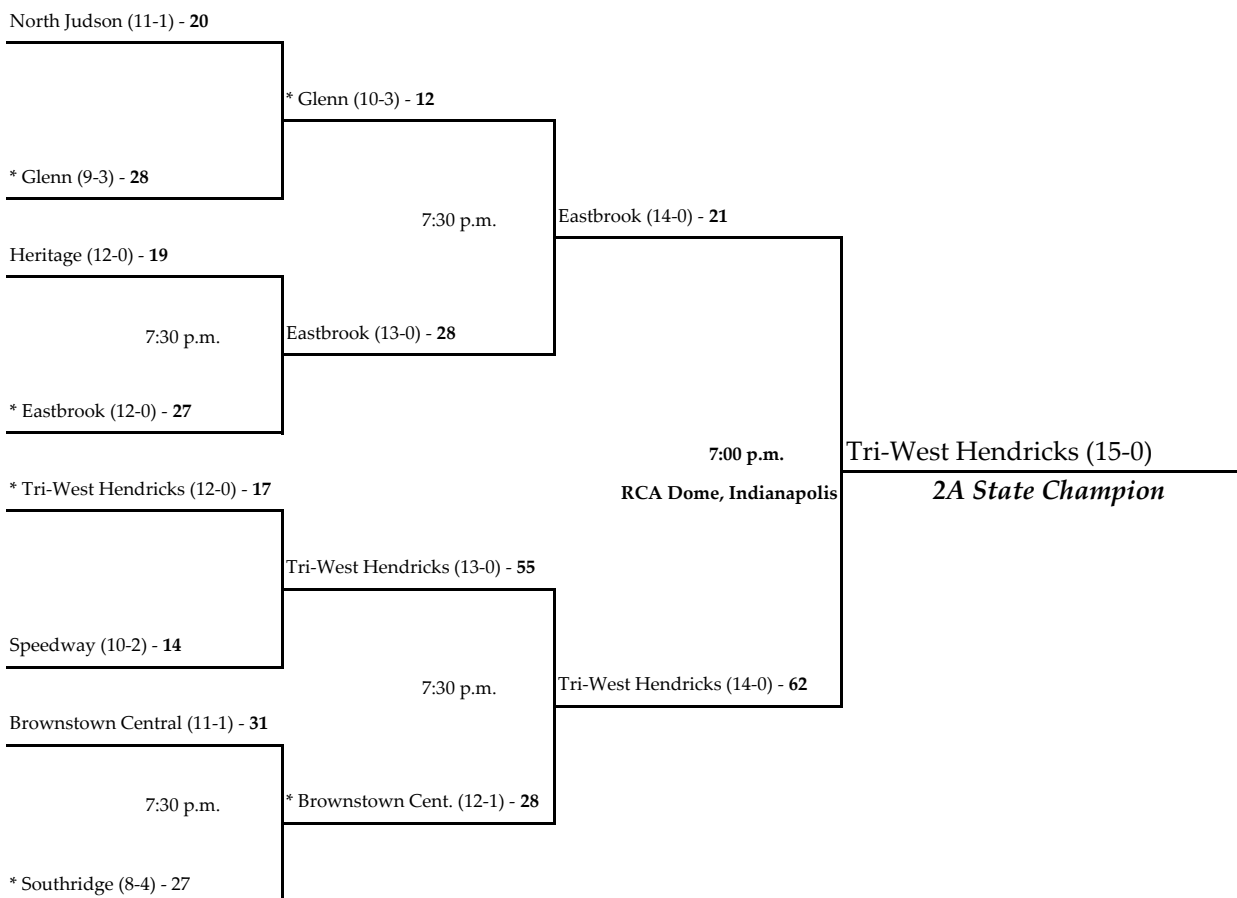 North Judson (11-1) - 20
* Glenn (10-3) - 12
* Glenn (9-3) - 28
7:30 p.m.
Eastbrook (14-0) - 21
Heritage (12-0) - 19
7:30 p.m.
Eastbrook (13-0) - 28
* Eastbrook (12-0) - 27
7:00 p.m.
Tri-West Hendricks (15-0)
* Tri-West Hendricks (12-0) - 17
RCA Dome, Indianapolis
2A State Champion
Tri-West Hendricks (13-0) - 55
Speedway (10-2) - 14
7:30 p.m.
Tri-West Hendricks (14-0) - 62
Brownstown Central (11-1) - 31
7:30 p.m.
* Brownstown Cent. (12-1) - 28
* Southridge (8-4) - 27